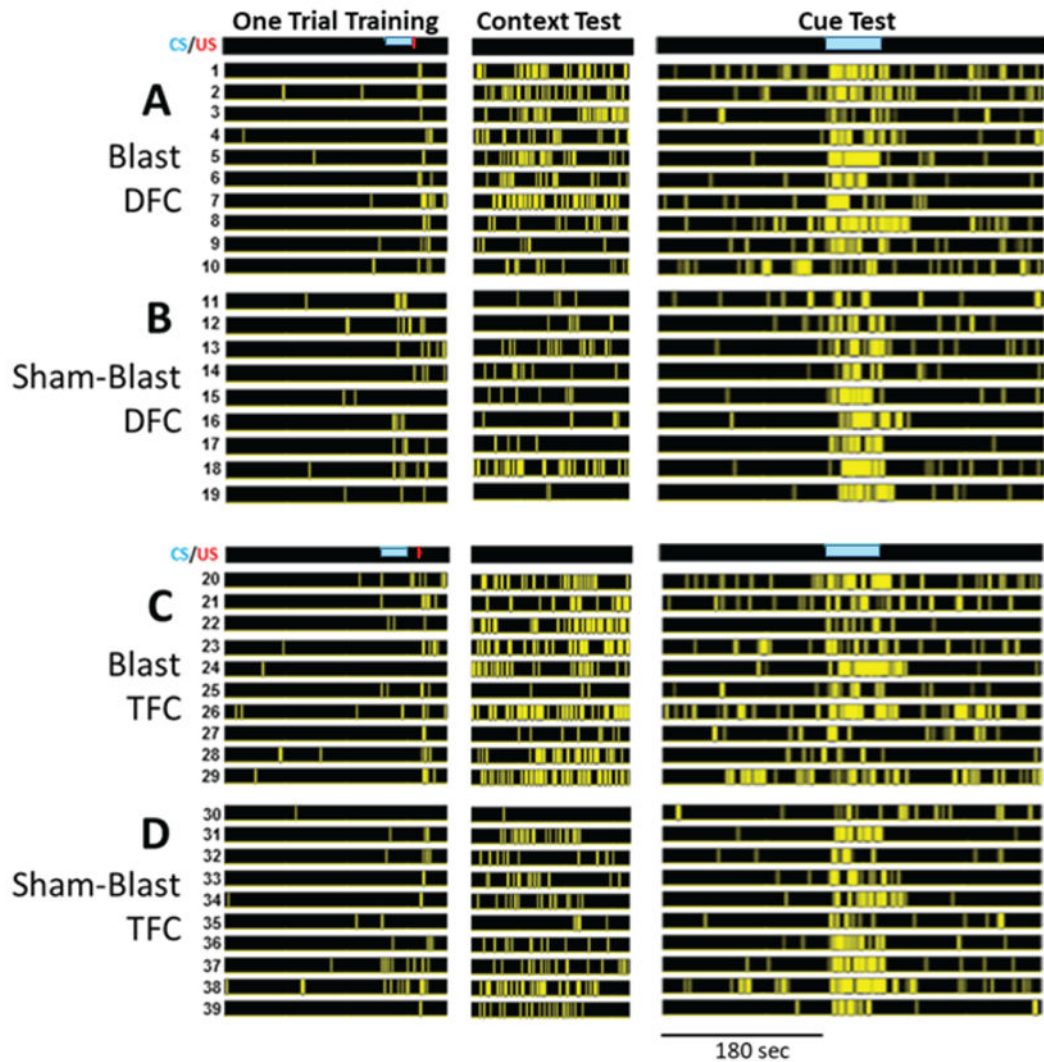 One Trial Training Context Test Cue Test
CS/US
1
A 2
3
4
Blast 5
6
DFC 7
8
9
10
11
B 12
13
Sham-Blast 14
15
DFC 16
17
18
19
CS/US
20
C 21
22
Blast 23
24
TFC 25
26
27
28
29
30
D 31
32
Sham-Blast 33
34
TFC 35
36
37
38
39
180 sec